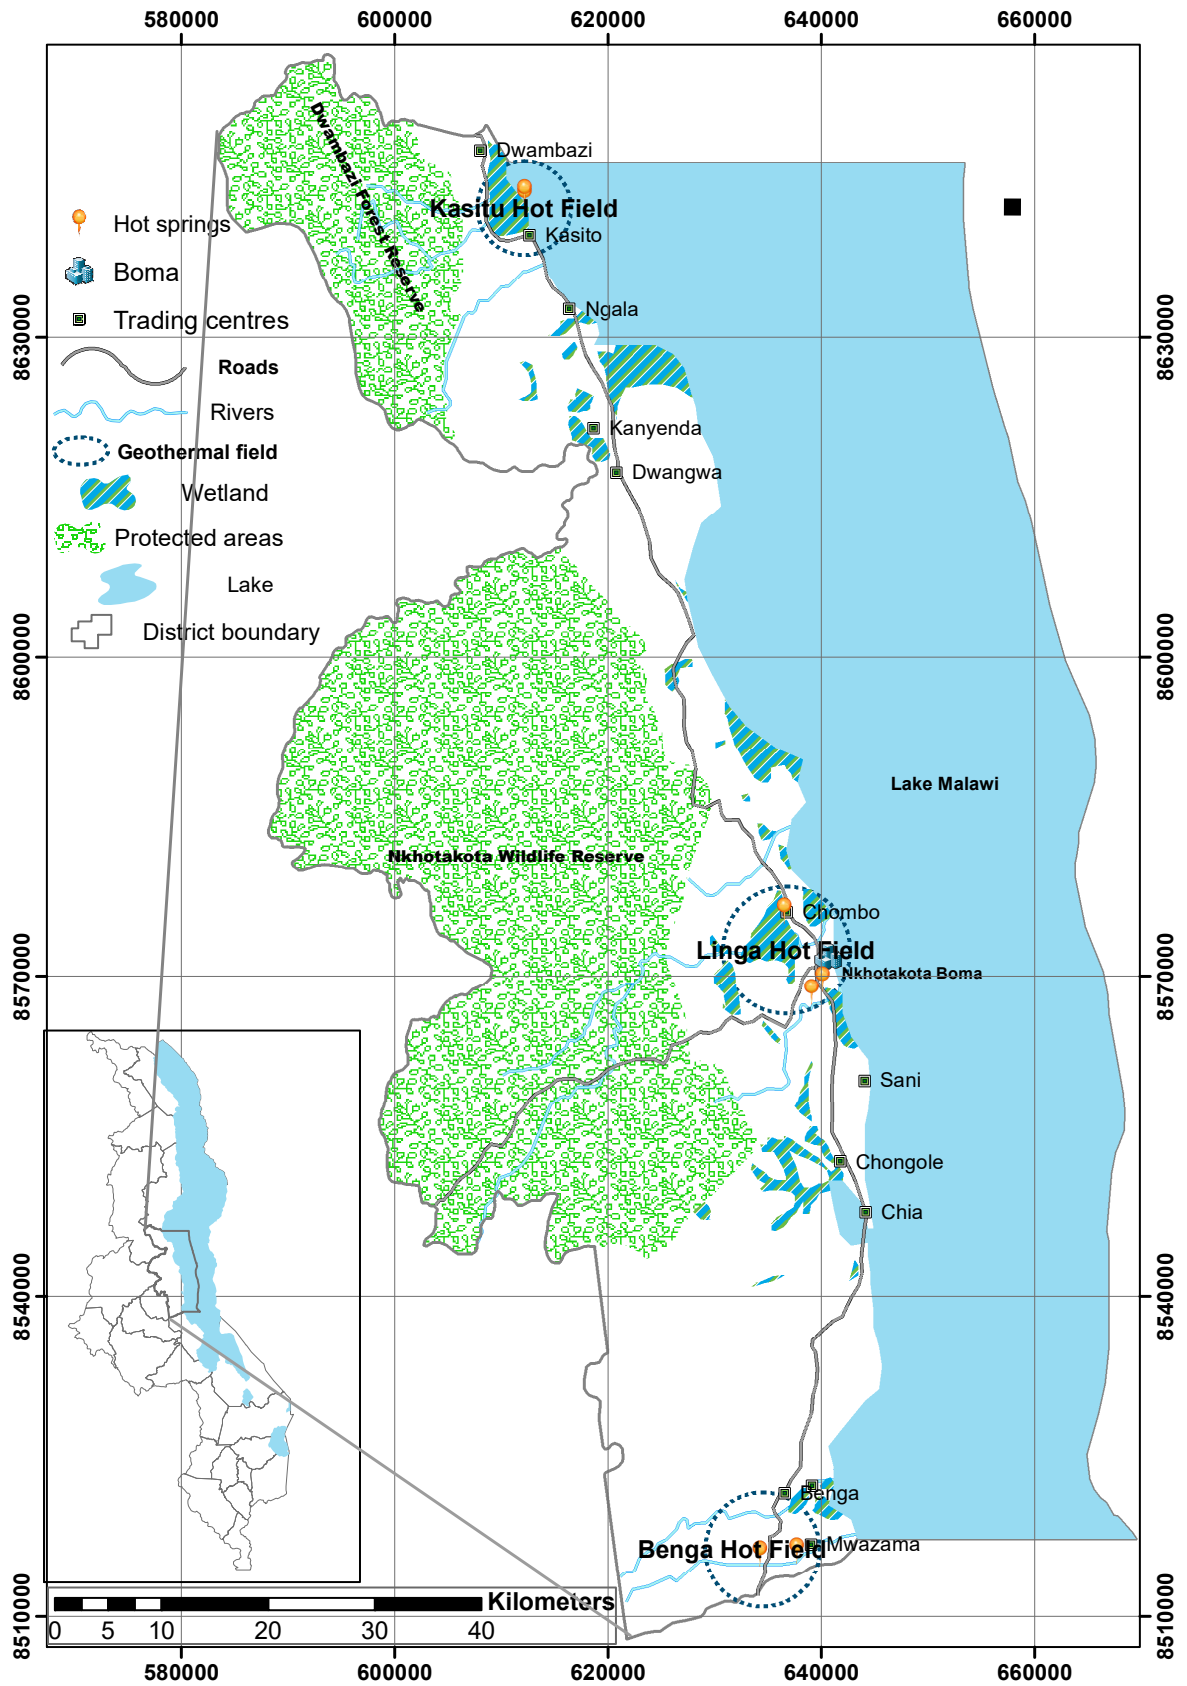 580000
600000
620000
640000
660000
Dwambazi Forest Reserve
Dwambazi
Kasitu Hot Field
Kasito
Hot springs
Boma
Ngala
Trading centres
8630000
8630000
Roads
Rivers
Kanyenda
Geothermal field
Dwangwa
Wetland
Protected areas
Lake
District boundary
8600000
8600000
Lake Malawi
Nkhotakota Wildlife Reserve
Chombo
Linga Hot Field
Nkhotakota Boma
8570000
8570000
Sani
Chongole
Chia
8540000
8540000
Benga
Benga Hot Field
Mwazama
Kilometers
0 5 10 20 30 40
8510000
8510000
580000
600000
620000
640000
660000